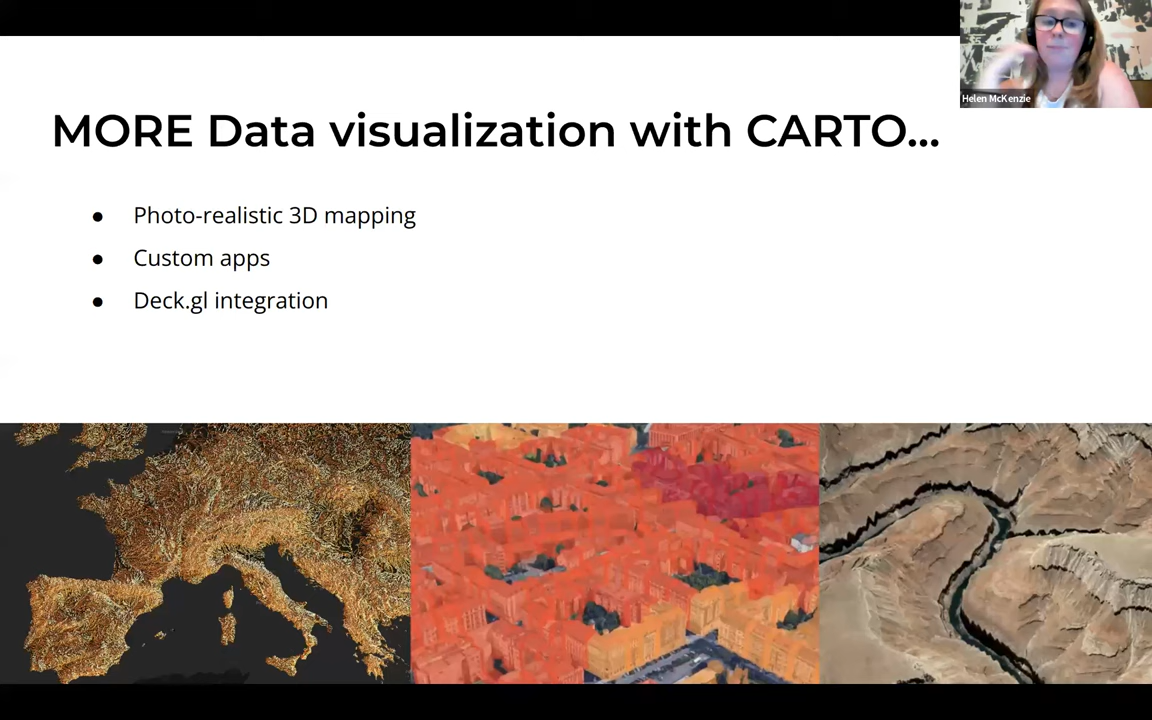 Helen McKenzie
MORE Data visualization with CARTO...
● Photo-realistic 3D mapping
● Custom apps
● Deck.gl integration